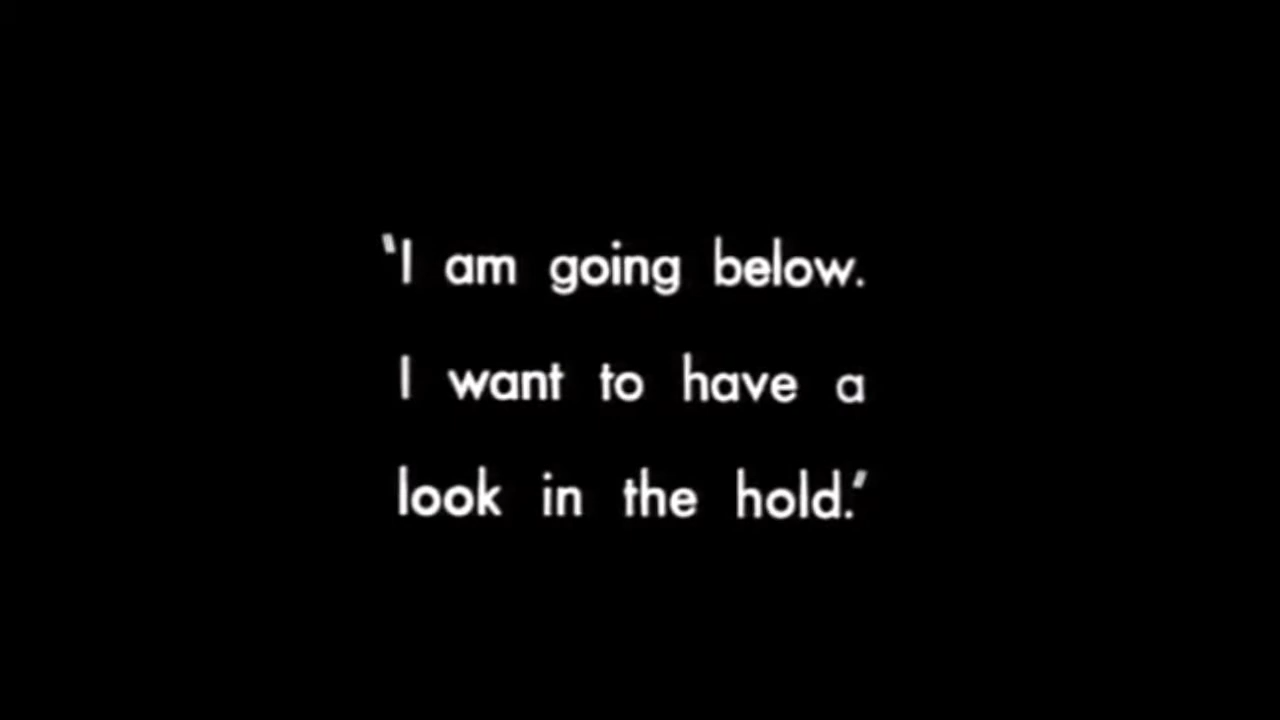 "I am going below.
I want to have a
look in the hold."